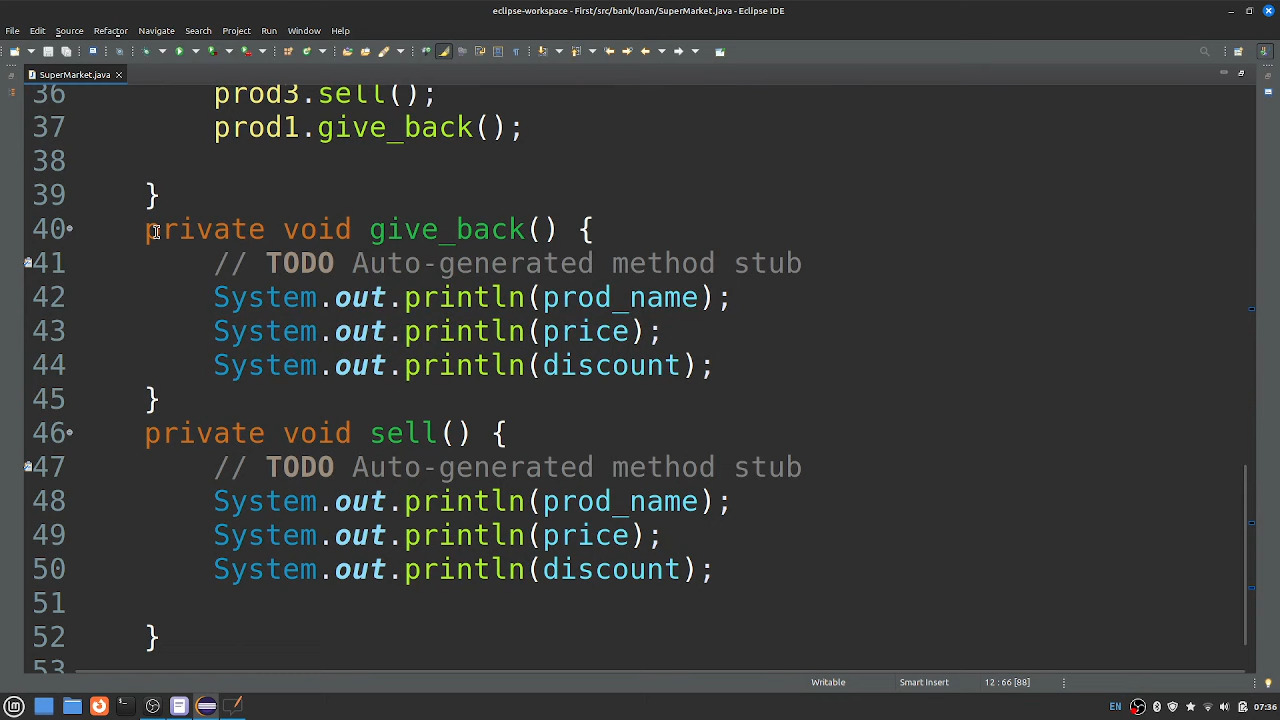 eclipse-workspace - First/src/bank/loan/SuperMarket.java - Eclipse IDE
File Edit Source Refactor Navigate Search Project Run Window Help
SuperMarket.java
36 prod3.sell();
37 prod1.give_back();
38
39 }
40 private void give_back() {
41 // TODO Auto-generated method stub
42 System.out.println(prod_name);
43 System.out.println(price);
44 System.out.println(discount);
45 }
46 private void sell() {
47 // TODO Auto-generated method stub
48 System.out.println(prod_name);
49 System.out.println(price);
50 System.out.println(discount);
51
52 }
53
Writable Smart Insert 12 : 66 [88]
EN 07:36